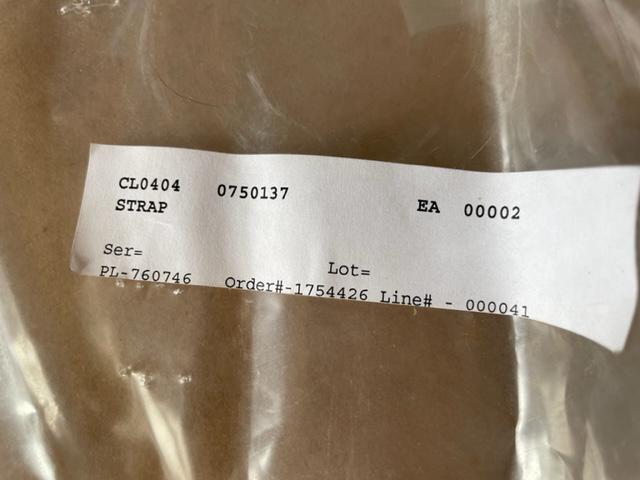 CL0404 0750137 EA 00002
STRAP
Ser= Lot=
PL-760746 Order#-1754426 Line# - 000041